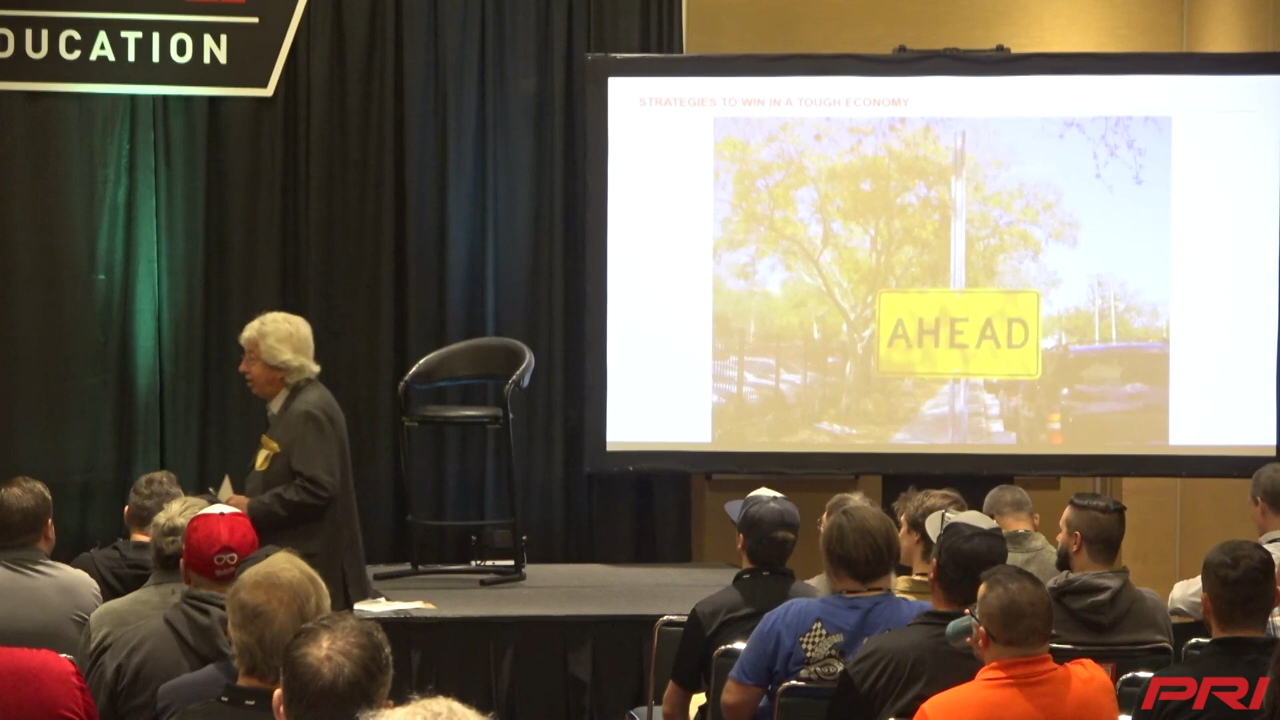 DUCATION
STRATEGIES TO WIN IN A TOUGH ECONOMY
AHEAD
PRI